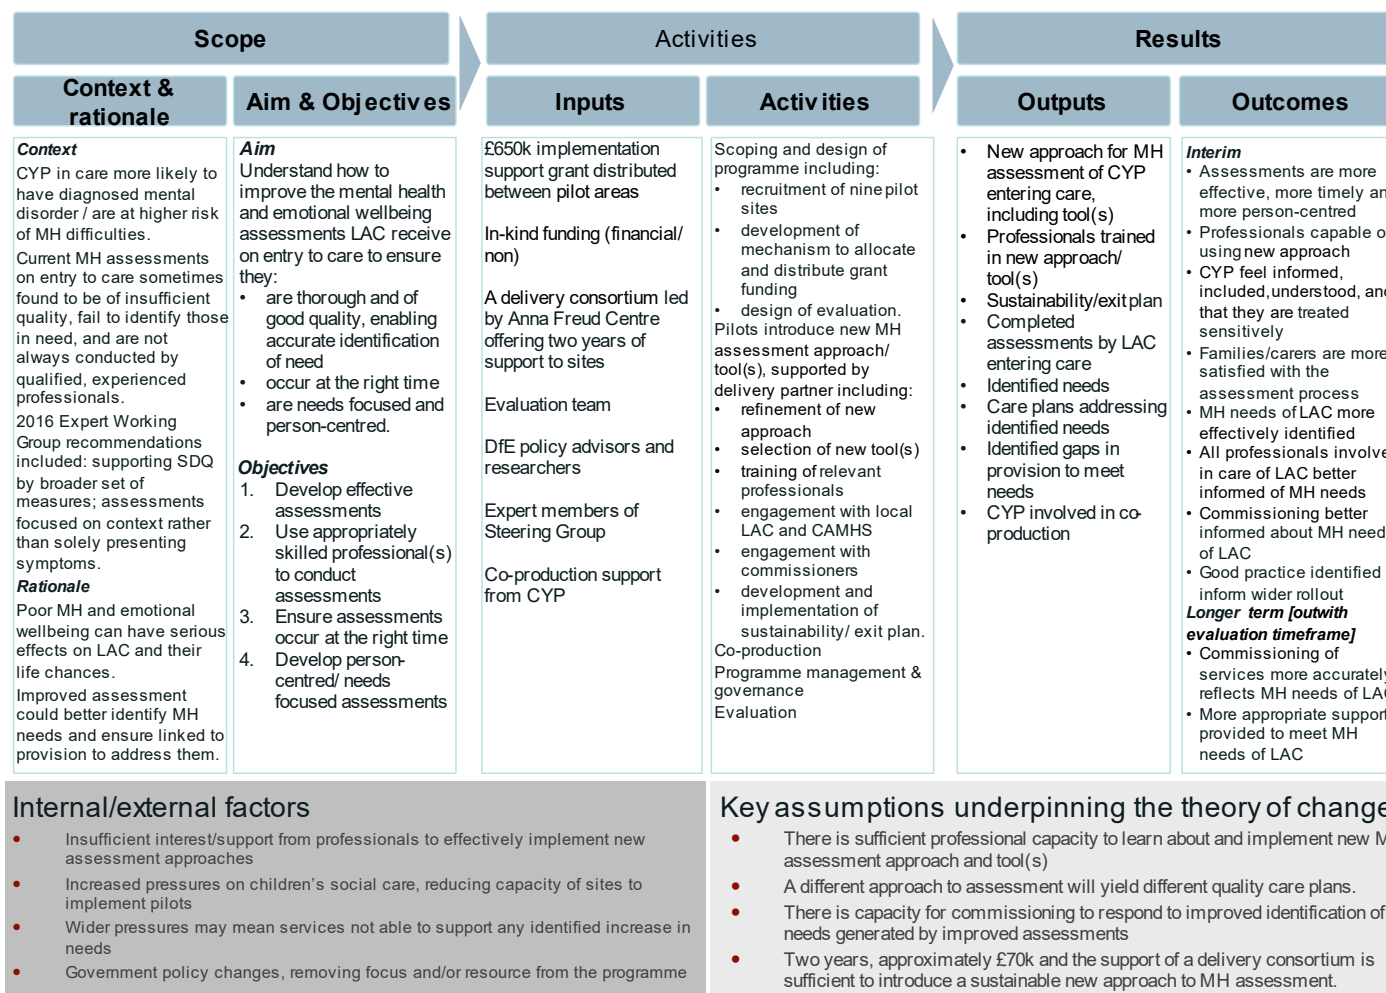 Scope
Activities
Results
Context &
rationale
Aim & Objectives
Inputs
Activities
Outputs
Outcomes
Context
CYP in care more likely to
have diagnosed mental
disorder / are at higher risk
of MH difficulties.
Current MH assessments
on entry to care sometimes
found to be of insufficient
quality, fail to identify those
in need, and are not
always conducted by
qualified, experienced
professionals.
2016 Expert Working
Group recommendations
included: supporting SDQ
by broader set of
measures; assessments
focused on context rather
than solely presenting
symptoms.
Rationale
Poor MH and emotional
wellbeing can have serious
effects on LAC and their
life chances.
Improved assessment
could better identify MH
needs and ensure linked to
provision to address them.
Aim
Understand how to
improve the mental health
and emotional wellbeing
assessments LAC receive
on entry to care to ensure
they:
• are thorough and of
good quality, enabling
accurate identification
of need
• occur at the right time
• are needs focused and
person-centred.
Objectives
1. Develop effective
assessments
2. Use appropriately
skilled professional(s)
to conduct
assessments
3. Ensure assessments
occur at the right time
4. Develop person-
centred/ needs
focused assessments
£650k implementation
support grant distributed
between pilot areas
In-kind funding (financial/
non)
A delivery consortium led
by Anna Freud Centre
offering two years of
support to sites
Evaluation team
DfE policy advisors and
researchers
Expert members of
Steering Group
Co-production support
from CYP
Scoping and design of
programme including:
• recruitment of nine pilot
sites
• development of
mechanism to allocate
and distribute grant
funding
• design of evaluation.
Pilots introduce new MH
assessment approach/
tool(s), supported by
delivery partner including:
• refinement of new
approach
• selection of new tool(s)
• training of relevant
professionals
• engagement with local
LAC and CAMHS
• engagement with
commissioners
• development and
implementation of
sustainability/ exit plan.
Co-production
Programme management &
governance
Evaluation
• New approach for MH
assessment of CYP
entering care,
including tool(s)
• Professionals trained
in new approach/
tool(s)
• Sustainability/exit plan
• Completed
assessments by LAC
entering care
• Identified needs
• Care plans addressing
identified needs
• Identified gaps in
provision to meet
needs
• CYP involved in co-
production
Interim
• Assessments are more
effective, more timely an
more person-centred
• Professionals capable o
using new approach
• CYP feel informed,
included, understood, and
that they are treated
sensitively
• Families/carers are more
satisfied with the
assessment process
• MH needs of LAC more
effectively identified
• All professionals involve
in care of LAC better
informed of MH needs
• Commissioning better
informed about MH need
of LAC
• Good practice identified
inform wider rollout
Longer term [outwith
evaluation timeframe]
• Commissioning of
services more accurately
reflects MH needs of LAC
• More appropriate support
provided to meet MH
needs of LAC
Internal/external factors
• Insufficient interest/support from professionals to effectively implement new
assessment approaches
• Increased pressures on children's social care, reducing capacity of sites to
implement pilots
• Wider pressures may mean services not able to support any identified increase in
needs
• Government policy changes, removing focus and/or resource from the programme
Key assumptions underpinning the theory of change
• There is sufficient professional capacity to learn about and implement new M
assessment approach and tool(s)
• A different approach to assessment will yield different quality care plans.
• There is capacity for commissioning to respond to improved identification of
needs generated by improved assessments
• Two years, approximately £70k and the support of a delivery consortium is
sufficient to introduce a sustainable new approach to MH assessment.